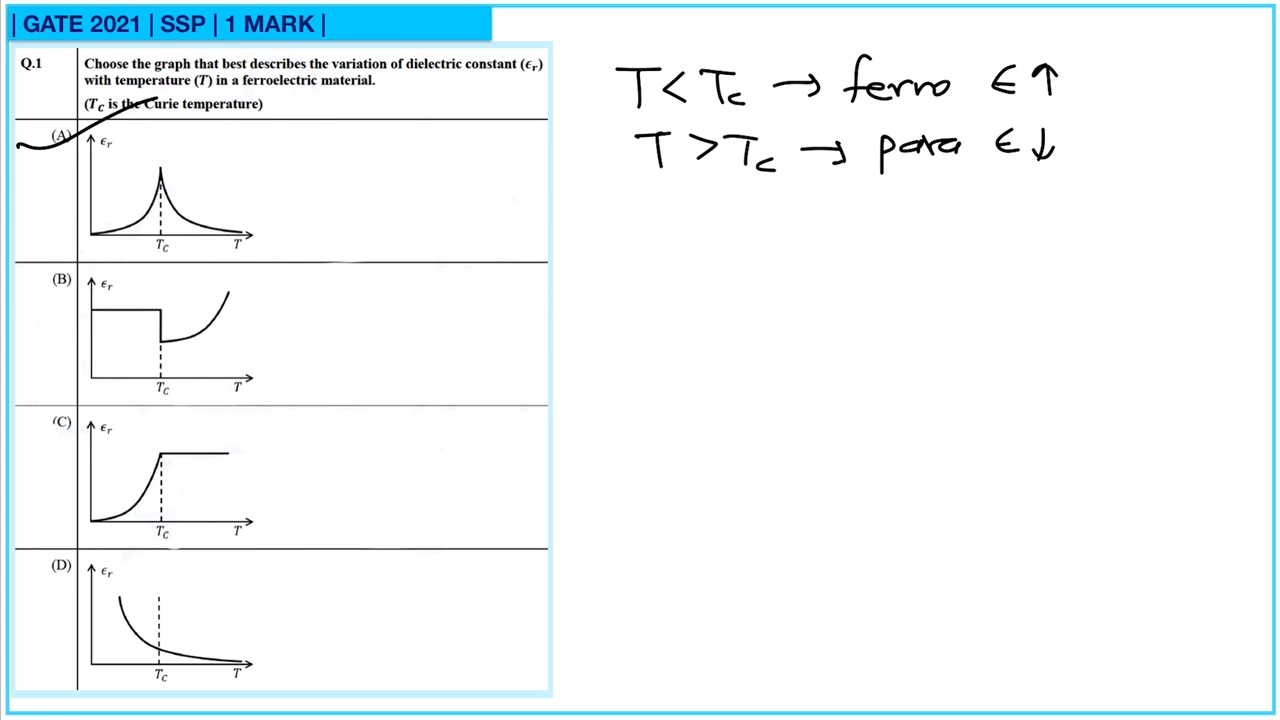 | GATE 2021 | SSP | 1 MARK |
Q.1 Choose the graph that best describes the variation of dielectric constant (ϵr)
with temperature (T) in a ferroelectric material.
(TC is the Curie temperature)
(A) ϵr
TC T
(B) ϵr
TC T
(C) ϵr
TC T
(D) ϵr
TC T
T < Tc → ferro ϵ ↑
T > Tc → para ϵ ↓